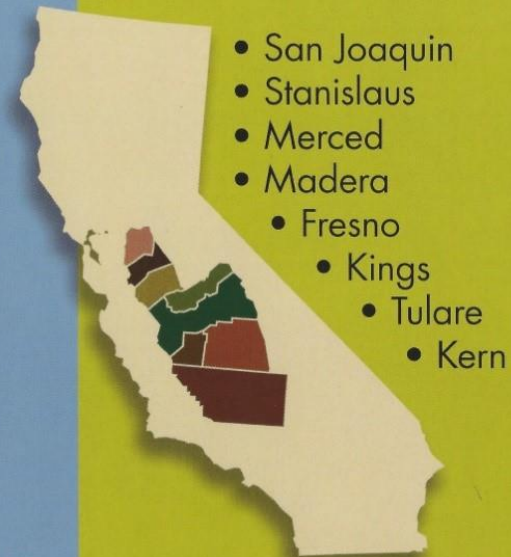 • San Joaquin
• Stanislaus
• Merced
• Madera
• Fresno
• Kings
• Tulare
• Kern